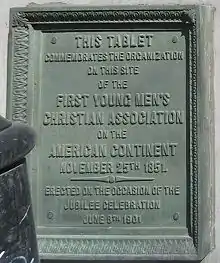 THIS TABLET
COMMEMORATES THE ORGANIZATION
ON THIS SITE
OF THE
FIRST YOUNG MEN'S
CHRISTIAN ASSOCIATION
ON THE
AMERICAN CONTINENT
NOVEMBER 25TH 1851.
ERECTED ON THE OCCASION OF THE
JUBILEE CELEBRATION
JUNE 8TH 1901